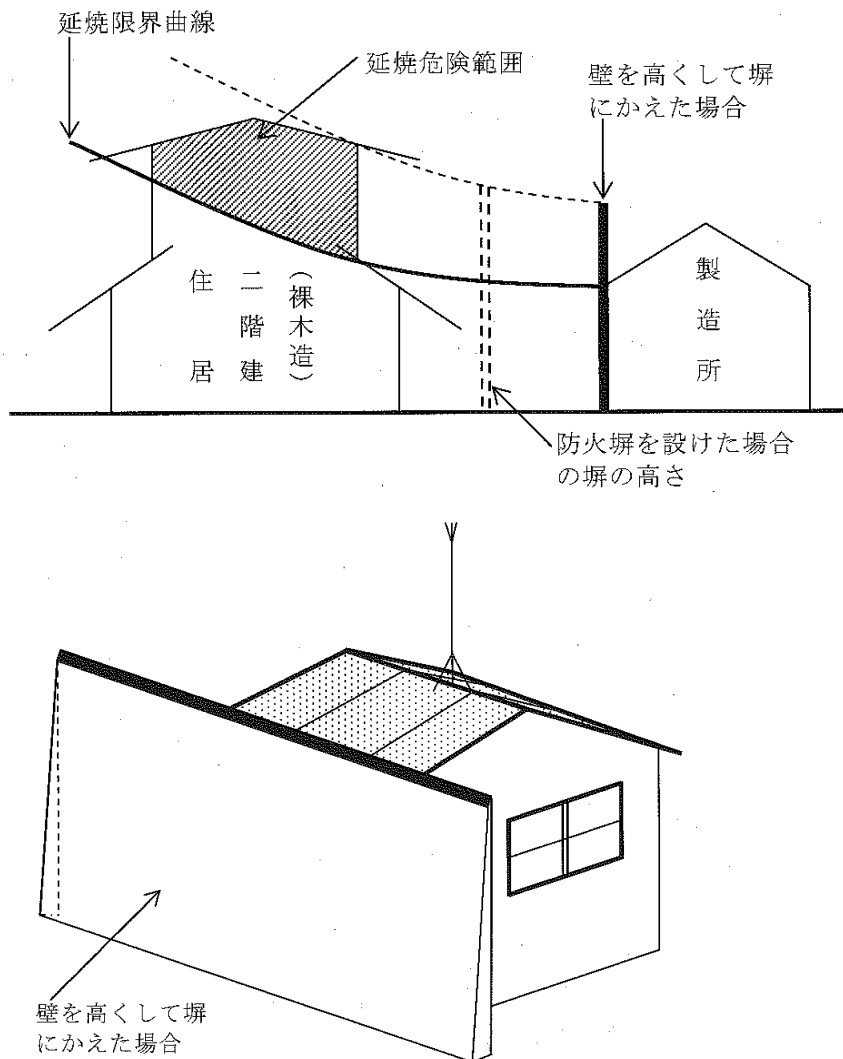 延焼限界曲線
延焼危険範囲
壁を高くして塀
にかえた場合
(裸木造)
二階建
住居
製造所
防火塀を設けた場合
の塀の高さ
壁を高くして塀
にかえた場合